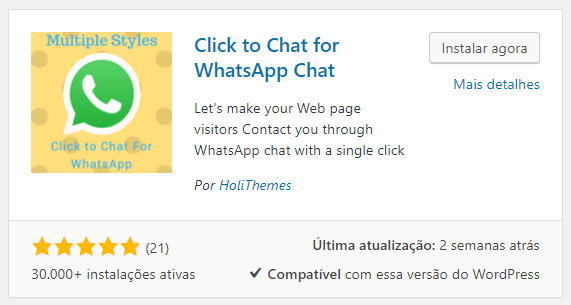 Multiple Styles
Click to Chat For
WhatsApp
Click to Chat for
WhatsApp Chat
Let's make your Web page
visitors Contact you through
WhatsApp chat with a single click
Por HoliThemes
Instalar agora
Mais detalhes
(21)
30.000+ instalações ativas
Última atualização: 2 semanas atrás
Compatível com essa versão do WordPress